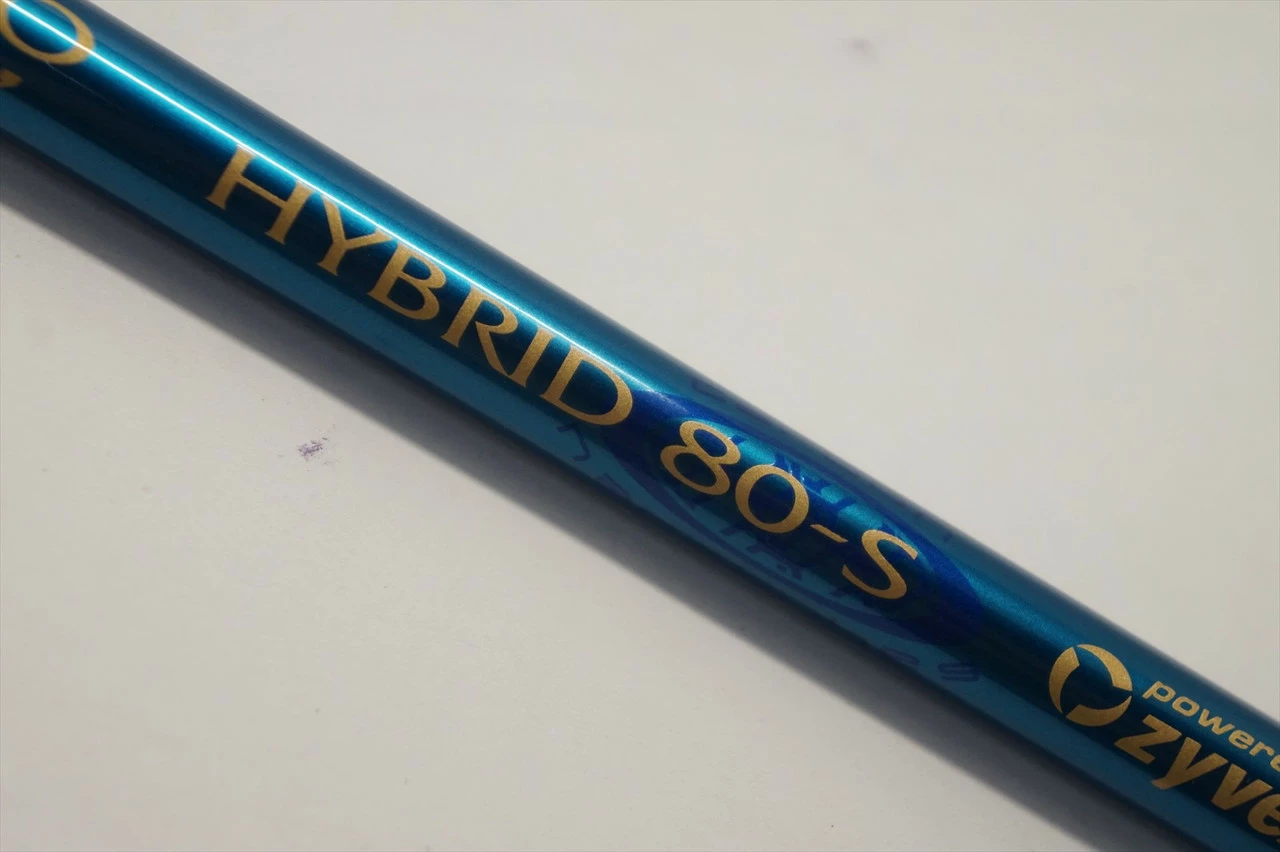 O
HYBRID 80-S
powere
zyve